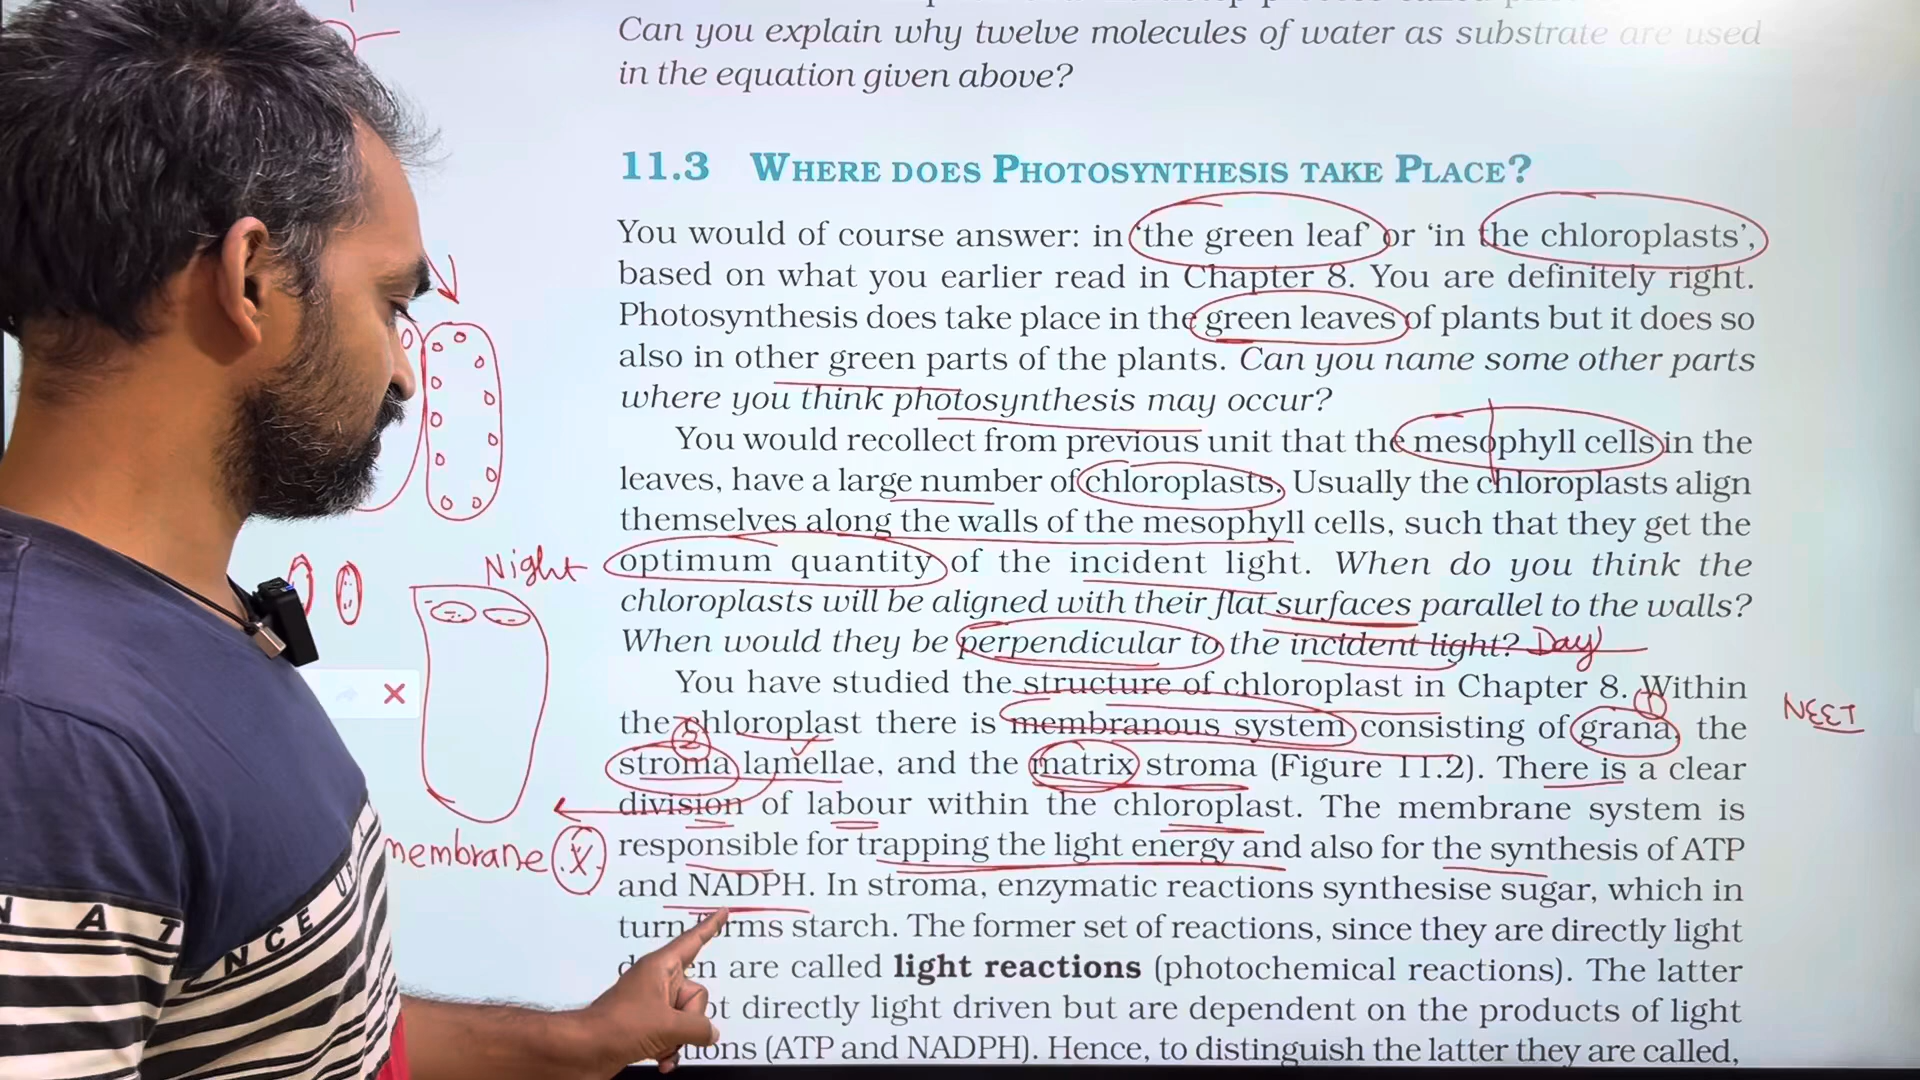 Can you explain why twelve molecules of water as substrate are used
in the equation given above?
11.3 WHERE DOES PHOTOSYNTHESIS TAKE PLACE?
You would of course answer: in ‘the green leaf’ or ‘in the chloroplasts’,
based on what you earlier read in Chapter 8. You are definitely right.
Photosynthesis does take place in the green leaves of plants but it does so
also in other green parts of the plants. Can you name some other parts
where you think photosynthesis may occur?
You would recollect from previous unit that the mesophyll cells in the
leaves, have a large number of chloroplasts. Usually the chloroplasts align
themselves along the walls of the mesophyll cells, such that they get the
Night
optimum quantity of the incident light. When do you think the
chloroplasts will be aligned with their flat surfaces parallel to the walls?
When would they be perpendicular to the incident light? Day
You have studied the structure of chloroplast in Chapter 8. Within
1
NEET
the chloroplast there is membranous system consisting of grana, the
2
stroma lamellae, and the matrix stroma (Figure 11.2). There is a clear
division of labour within the chloroplast. The membrane system is
membrane
responsible for trapping the light energy and also for the synthesis of ATP
and NADPH. In stroma, enzymatic reactions synthesise sugar, which in
turn forms starch. The former set of reactions, since they are directly light
are called light reactions (photochemical reactions). The latter
directly light driven but are dependent on the products of light
(ATP and NADPH). Hence, to distinguish the latter they are called,
N A T
NCE UP